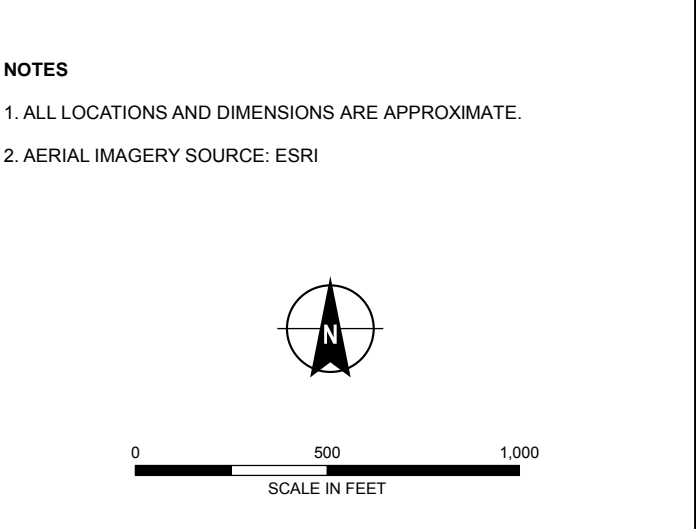 NOTES
1. ALL LOCATIONS AND DIMENSIONS ARE APPROXIMATE.
2. AERIAL IMAGERY SOURCE: ESRI
N
0 500 1,000
SCALE IN FEET